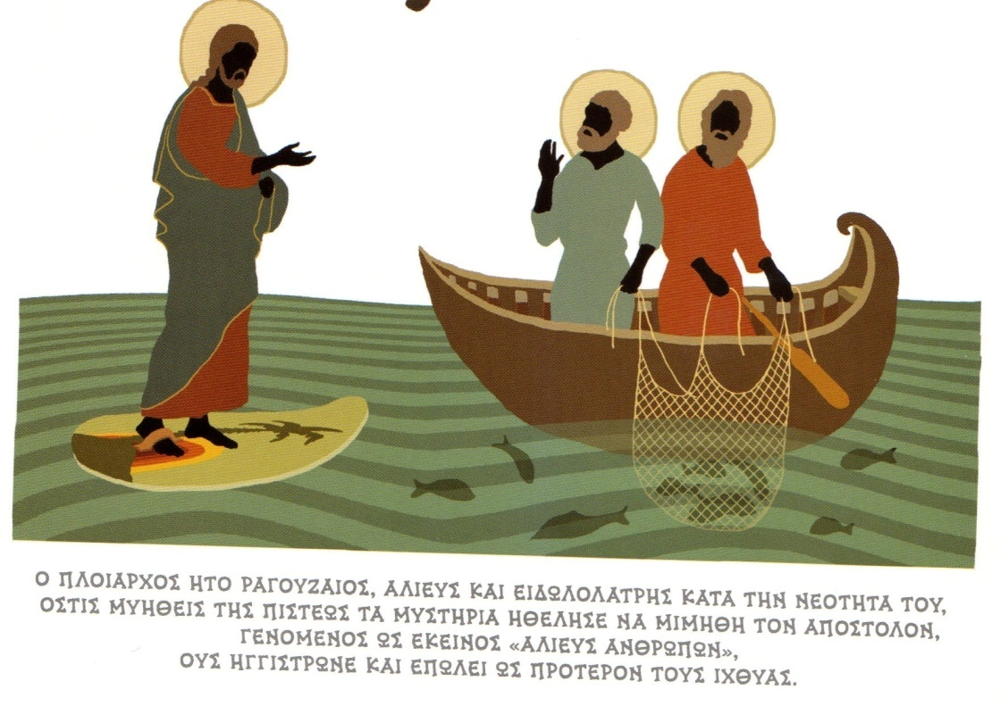 Ο ΠΛΟΙΑΡΧΟΣ ΗΤΟ ΡΑΓΟΥΖΑΙΟΣ, ΑΛΙΕΥΣ ΚΑΙ ΕΙΔΩΛΟΛΑΤΡΗΣ ΚΑΤΑ ΤΗΝ ΝΕΟΤΗΤΑ ΤΟΥ,
ΟΣΤΙΣ ΜΥΗΘΕΙΣ ΤΗΣ ΠΙΣΤΕΩΣ ΤΑ ΜΥΣΤΗΡΙΑ ΗΘΕΛΗΣΕ ΝΑ ΜΙΜΗΘΗ ΤΟΝ ΑΠΟΣΤΟΛΟΝ,
ΓΕΝΟΜΕΝΟΣ ΩΣ ΕΚΕΙΝΟΣ «ΑΛΙΕΥΣ ΑΝΘΡΩΠΩΝ»,
ΟΥΣ ΗΓΓΙΣΤΡΩΝΕ ΚΑΙ ΕΠΩΛΕΙ ΩΣ ΠΡΟΤΕΡΟΝ ΤΟΥΣ ΙΧΘΥΑΣ.